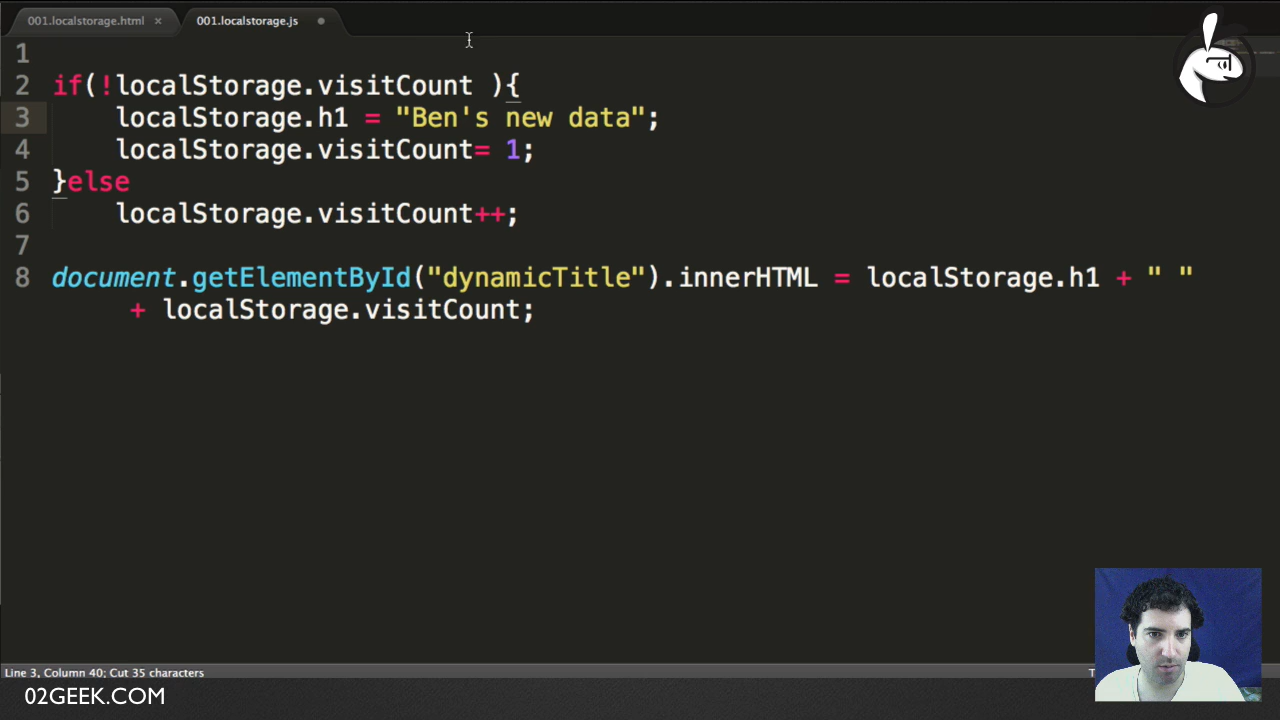 001.localstorage.html ×
001.localstorage.js
1
2 if(!localStorage.visitCount ){
3 localStorage.h1 = "Ben's new data";
4 localStorage.visitCount= 1;
5 }else
6 localStorage.visitCount++;
7
8 document.getElementById("dynamicTitle").innerHTML = localStorage.h1 + " "
+ localStorage.visitCount;
Line 3, Column 40; Cut 35 characters
02GEEK.COM